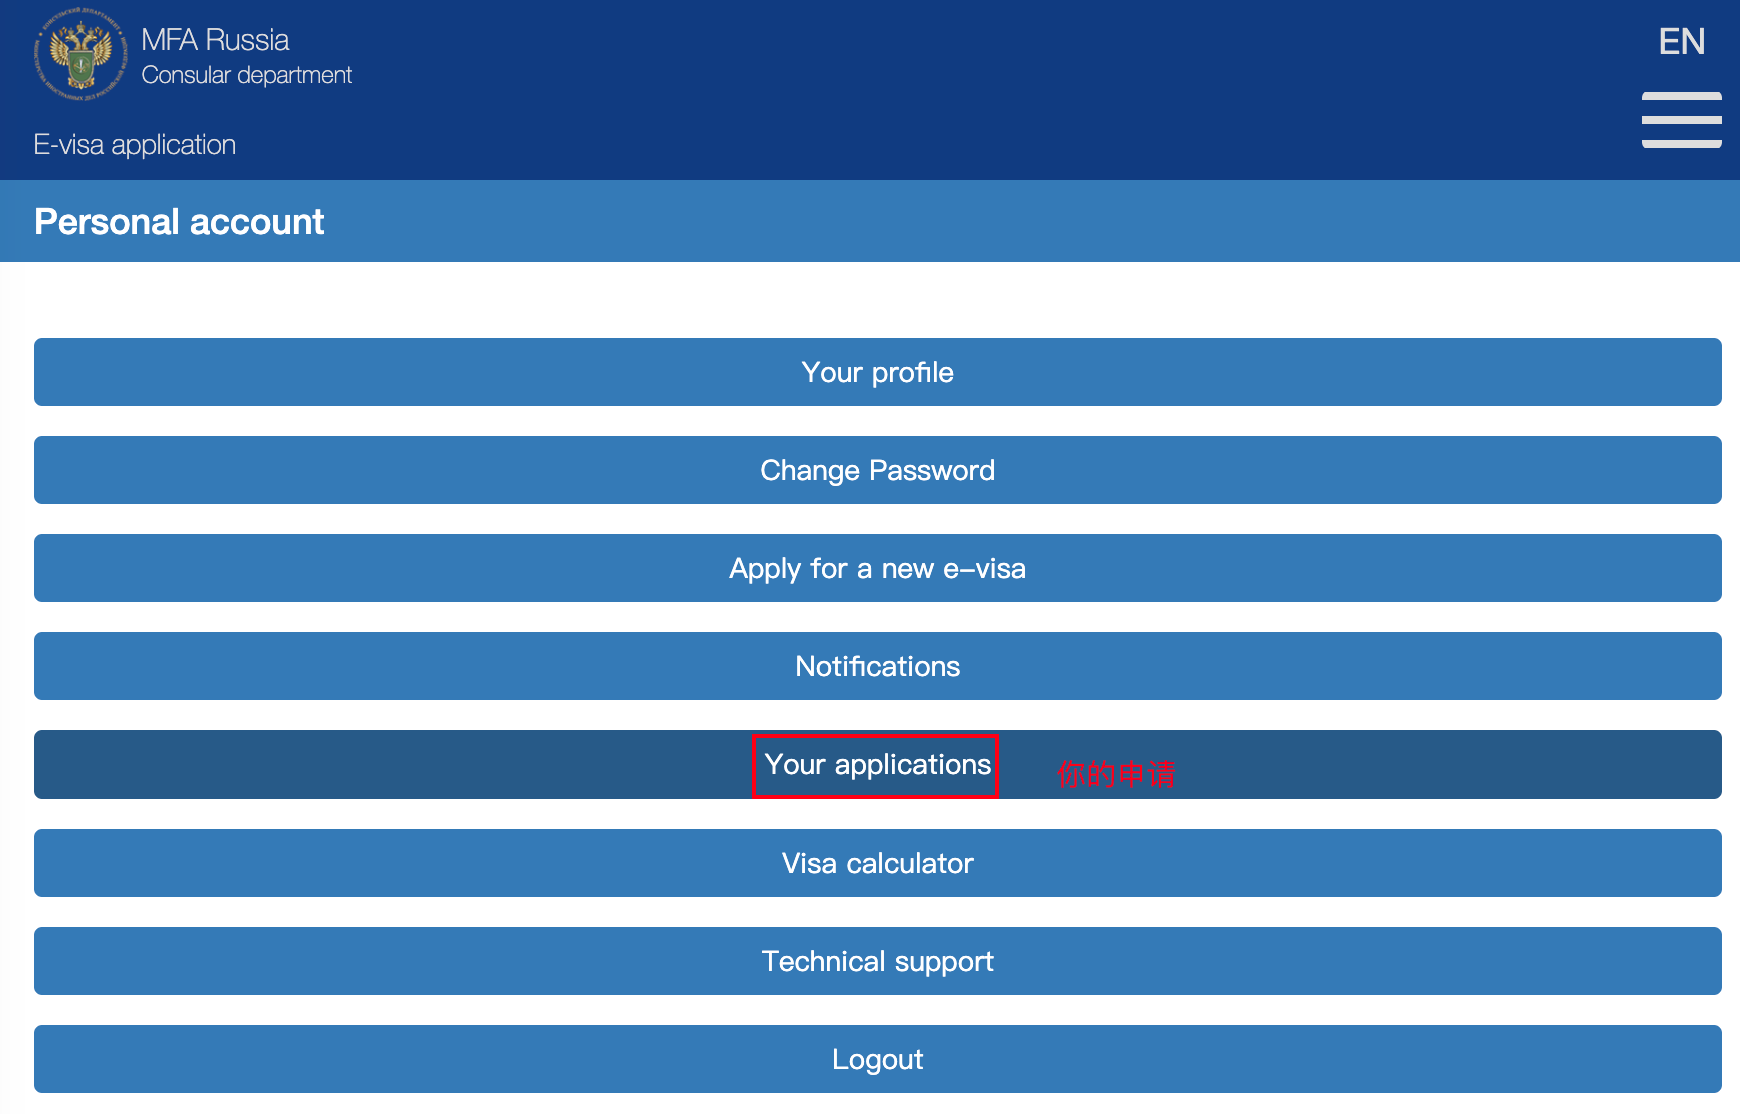 MFA Russia
Consular department
EN
E-visa application
Personal account
Your profile
Change Password
Apply for a new e-visa
Notifications
Your applications 你的申请
Visa calculator
Technical support
Logout